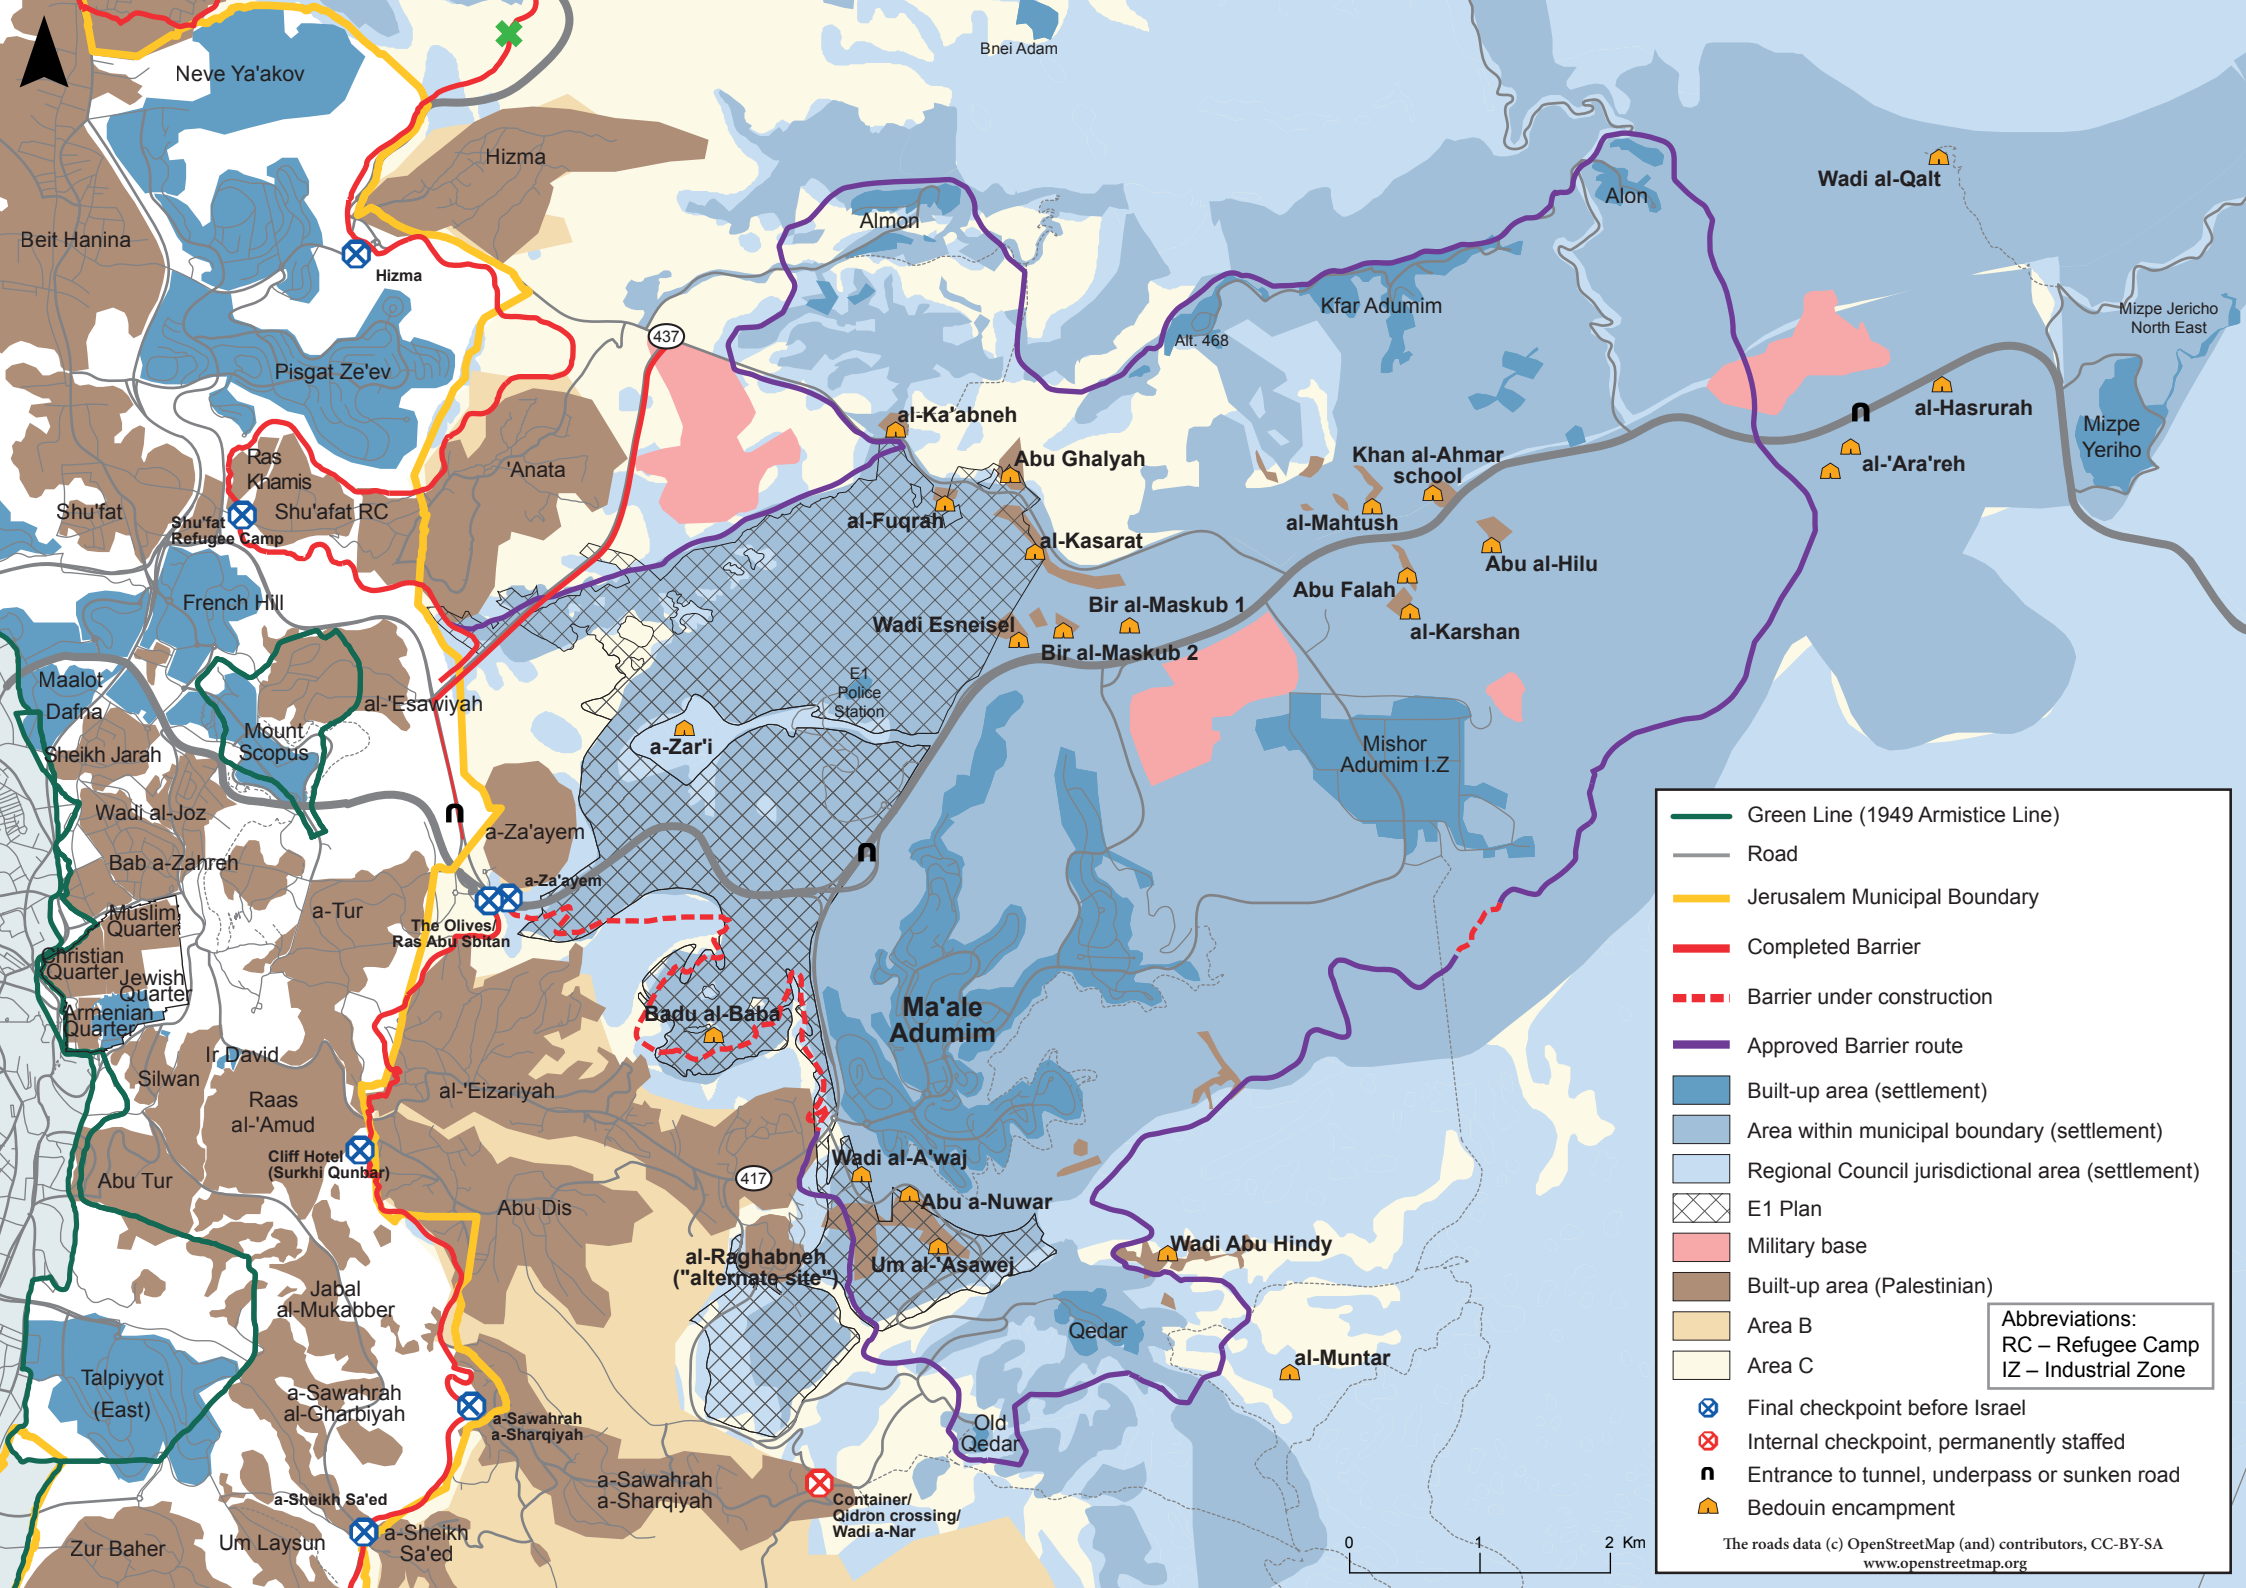 Bnei Adam
Neve Ya'akov
Hizma
Wadi al-Qalt
Alon
Almon
Beit Hanina
Hizma
Kfar Adumim
Mizpe Jericho
North East
437
Alt. 468
Pisgat Ze'ev
al-Ka'abneh
al-Hasrurah
Mizpe
Yeriho
Ras
Khamis
'Anata
Abu Ghalyah
Khan al-Ahmar
school
al-'Ara'reh
Shu'fat
Shu'fat
Refugee Camp
Shu'afat RC
al-Fuqrah
al-Mahtush
al-Kasarat
Abu al-Hilu
French Hill
Abu Falah
Bir al-Maskub 1
Wadi Esneisel
al-Karshan
Bir al-Maskub 2
Maalot
Dafna
al-'Esawiyah
E1
Police
Station
Mount
Scopus
Sheikh Jarah
a-Zar'i
Mishor
Adumim I.Z
Wadi al-Joz
a-Za'ayem
Bab a-Zahreh
a-Za'ayem
Muslim
Quarter
a-Tur
The Olives/
Ras Abu Sbitan
Christian
Quarter
Jewish
Quarter
Armenian
Quarter
Badu al-Baba
Ma'ale
Adumim
Ir David
Silwan
al-'Eizariyah
Raas
al-'Amud
Cliff Hotel
(Surkhi Qunbar)
Wadi al-A'waj
Abu Tur
417
Abu Dis
Abu a-Nuwar
al-Raghabneh
("alternate site")
Um al-'Asawej
Wadi Abu Hindy
Jabal
al-Mukabber
Qedar
al-Muntar
Talpiyyot
(East)
a-Sawahrah
al-Gharbiyah
a-Sawahrah
a-Sharqiyah
Old
Qedar
a-Sawahrah
a-Sharqiyah
a-Sheikh Sa'ed
Container/
Qidron crossing/
Wadi a-Nar
Zur Baher
Um Laysun
a-Sheikh
Sa'ed
0 1 2 Km
Green Line (1949 Armistice Line)
Road
Jerusalem Municipal Boundary
Completed Barrier
Barrier under construction
Approved Barrier route
Built-up area (settlement)
Area within municipal boundary (settlement)
Regional Council jurisdictional area (settlement)
E1 Plan
Military base
Built-up area (Palestinian)
Area B
Area C
Abbreviations:
RC – Refugee Camp
IZ – Industrial Zone
Final checkpoint before Israel
Internal checkpoint, permanently staffed
Entrance to tunnel, underpass or sunken road
Bedouin encampment
The roads data (c) OpenStreetMap (and) contributors, CC-BY-SA
www.openstreetmap.org